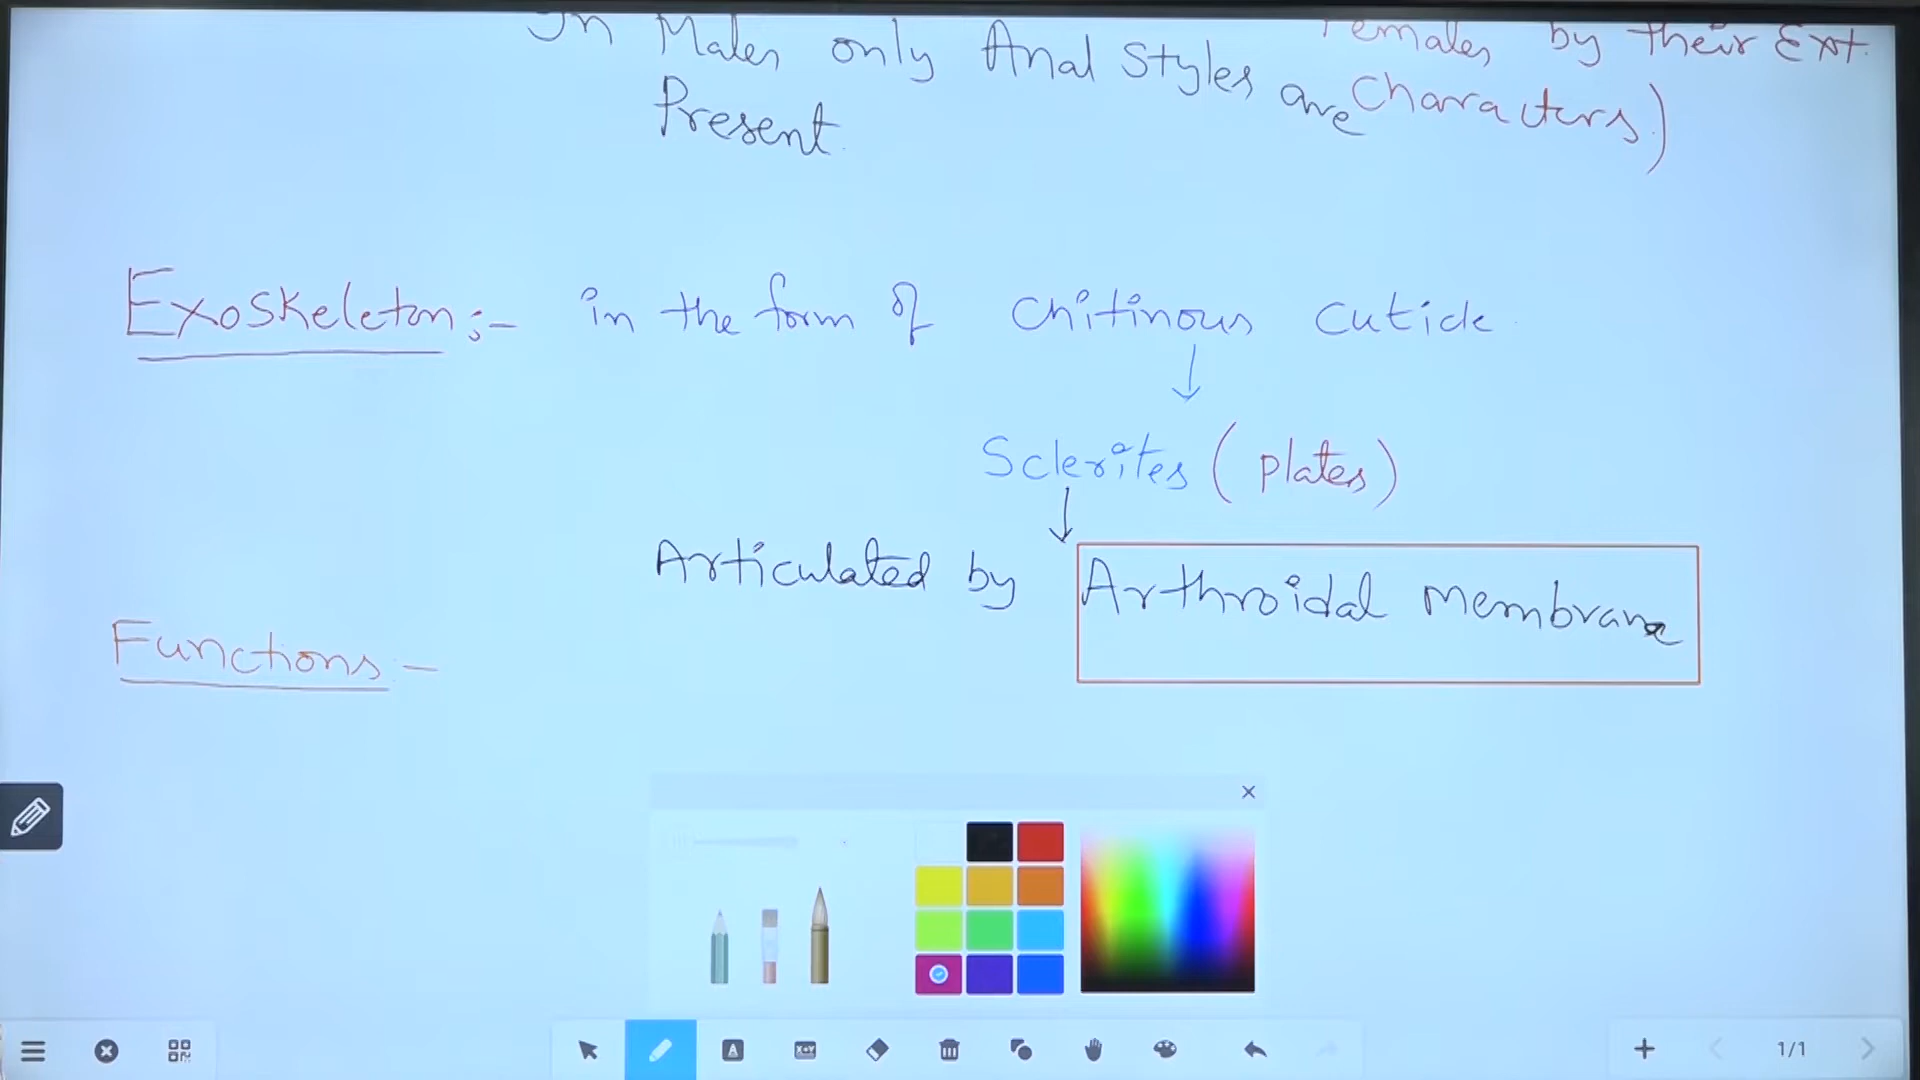 In Males only Anal Styles are
Present.
Females by their Ext.
Characters)
Exoskeleton :- in the form of chitinous cuticle
Sclerites (plates)
Articulated by Arthroidal membrane
Functions :-
1/1